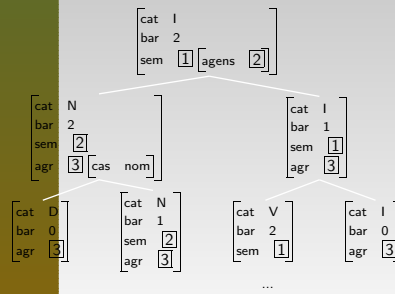 cat I
bar 2
sem 1 agens 2
cat N
bar 2
sem 2
agr 3 cas nom
cat I
bar 1
sem 1
agr 3
cat D
bar 0
agr 3
cat N
bar 1
sem 2
agr 3
cat V
bar 2
sem 1
cat I
bar 0
agr 3
...